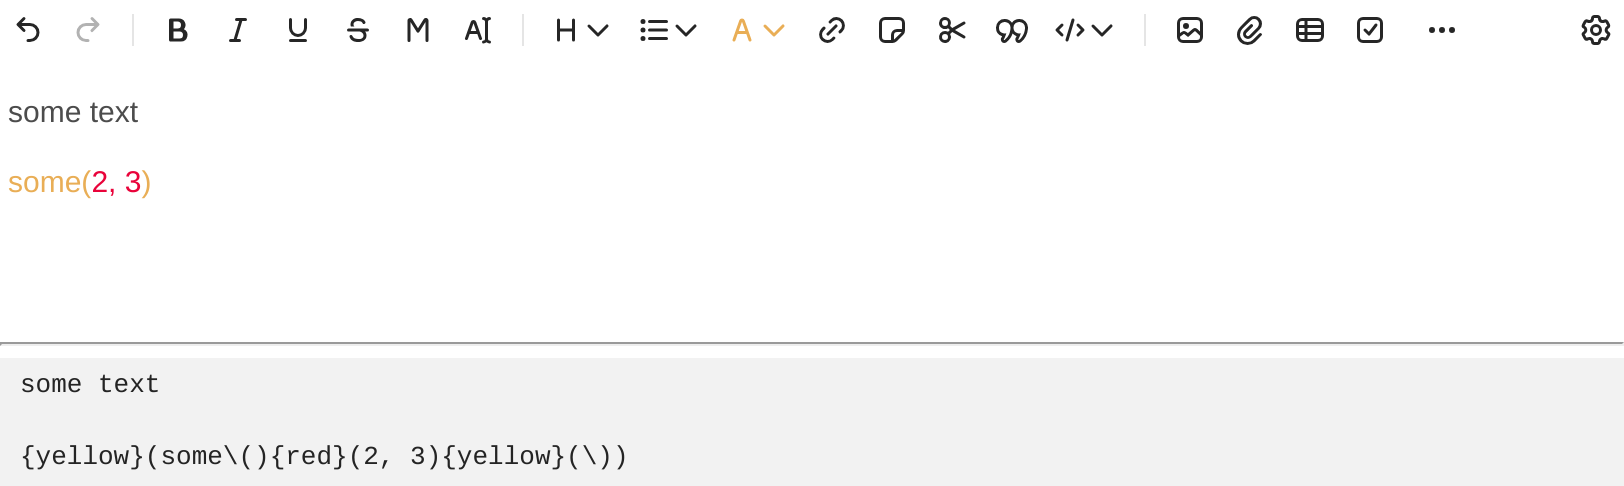 some text
some(2, 3)
some text
{yellow}(some\(){red}(2, 3){yellow}(\))